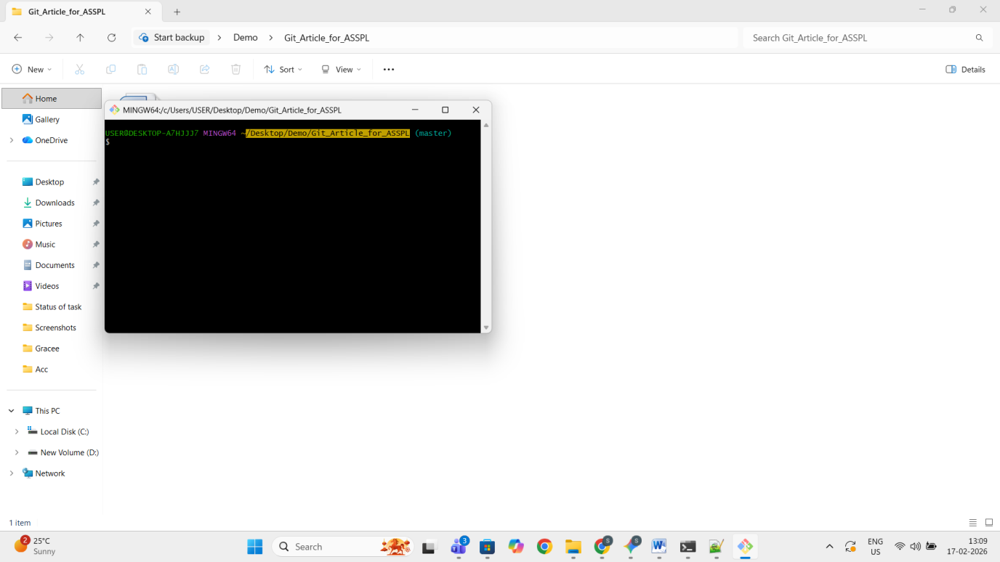 Git_Article_for_ASSPL
Start backup
Demo
Git_Article_for_ASSPL
Search Git_Article_for_ASSPL
New
Sort
View
Details
Home
Gallery
OneDrive
Desktop
Downloads
Pictures
Music
Documents
Videos
Status of task
Screenshots
Gracee
Acc
This PC
Local Disk (C:)
New Volume (D:)
Network
MINGW64:/c/Users/USER/Desktop/Demo/Git_Article_for_ASSPL
USER@DESKTOP-A7HJJJ7 MINGW64 ~/Desktop/Demo/Git_Article_for_ASSPL (master)
$
1 item
2
25°C
Sunny
Search
3
S
S
ENG
US
13:09
17-02-2026